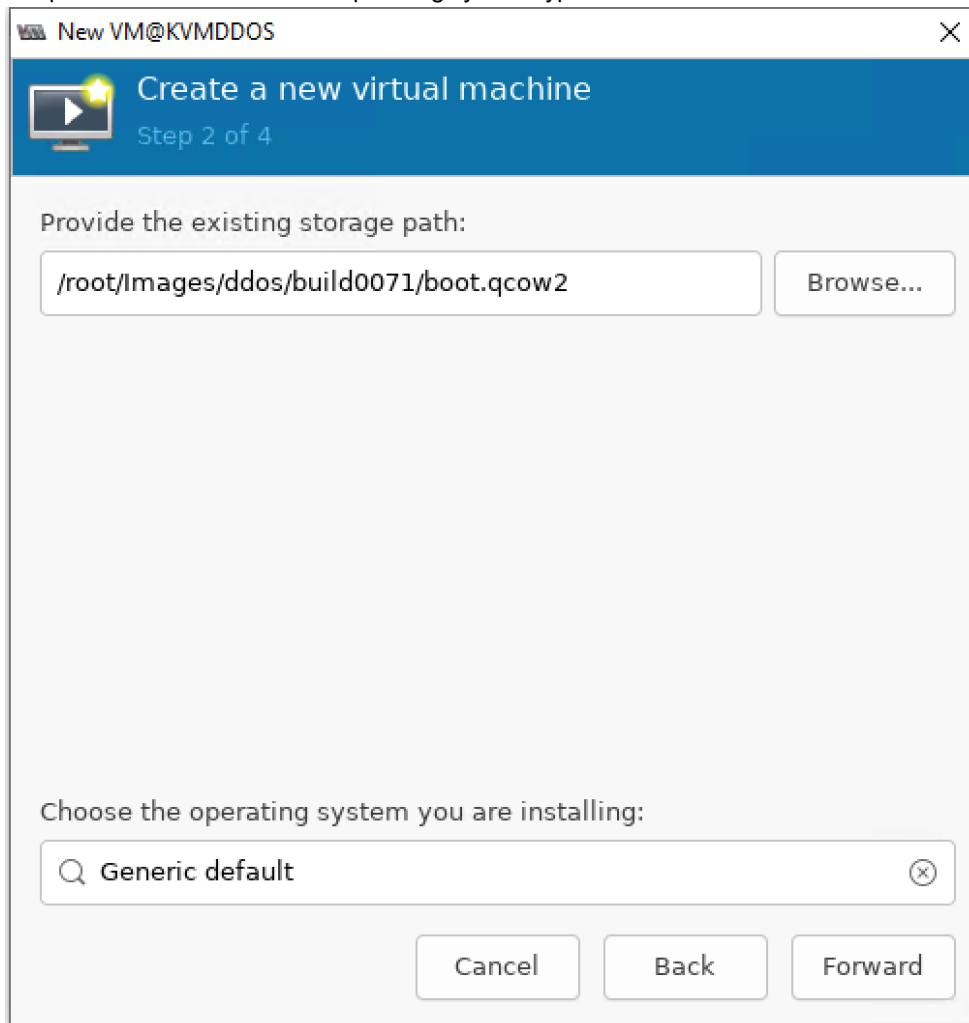 New VM@KVMDDOS
Create a new virtual machine
Step 2 of 4
Provide the existing storage path:
/root/Images/ddos/build0071/boot.qcow2
Browse...
Choose the operating system you are installing:
Generic default
Cancel Back Forward